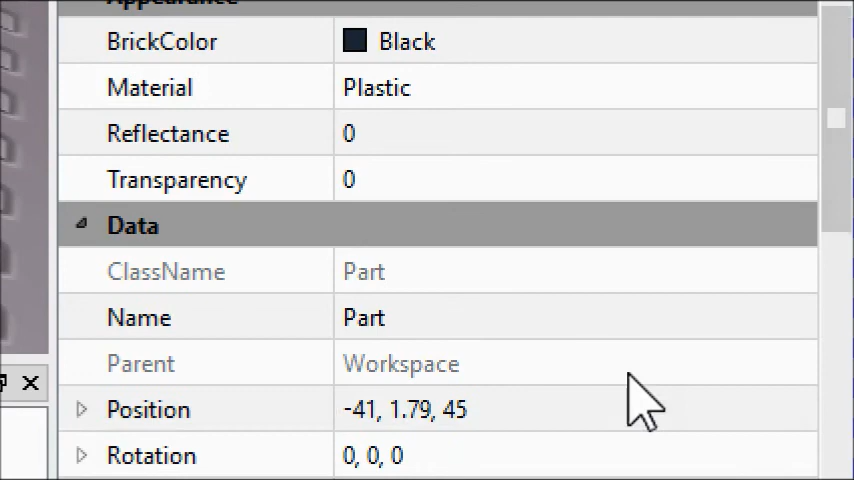 Appearance
BrickColor Black
Material Plastic
Reflectance 0
Transparency 0
Data
ClassName Part
Name Part
Parent Workspace
Position -41, 1.79, 45
Rotation 0, 0, 0